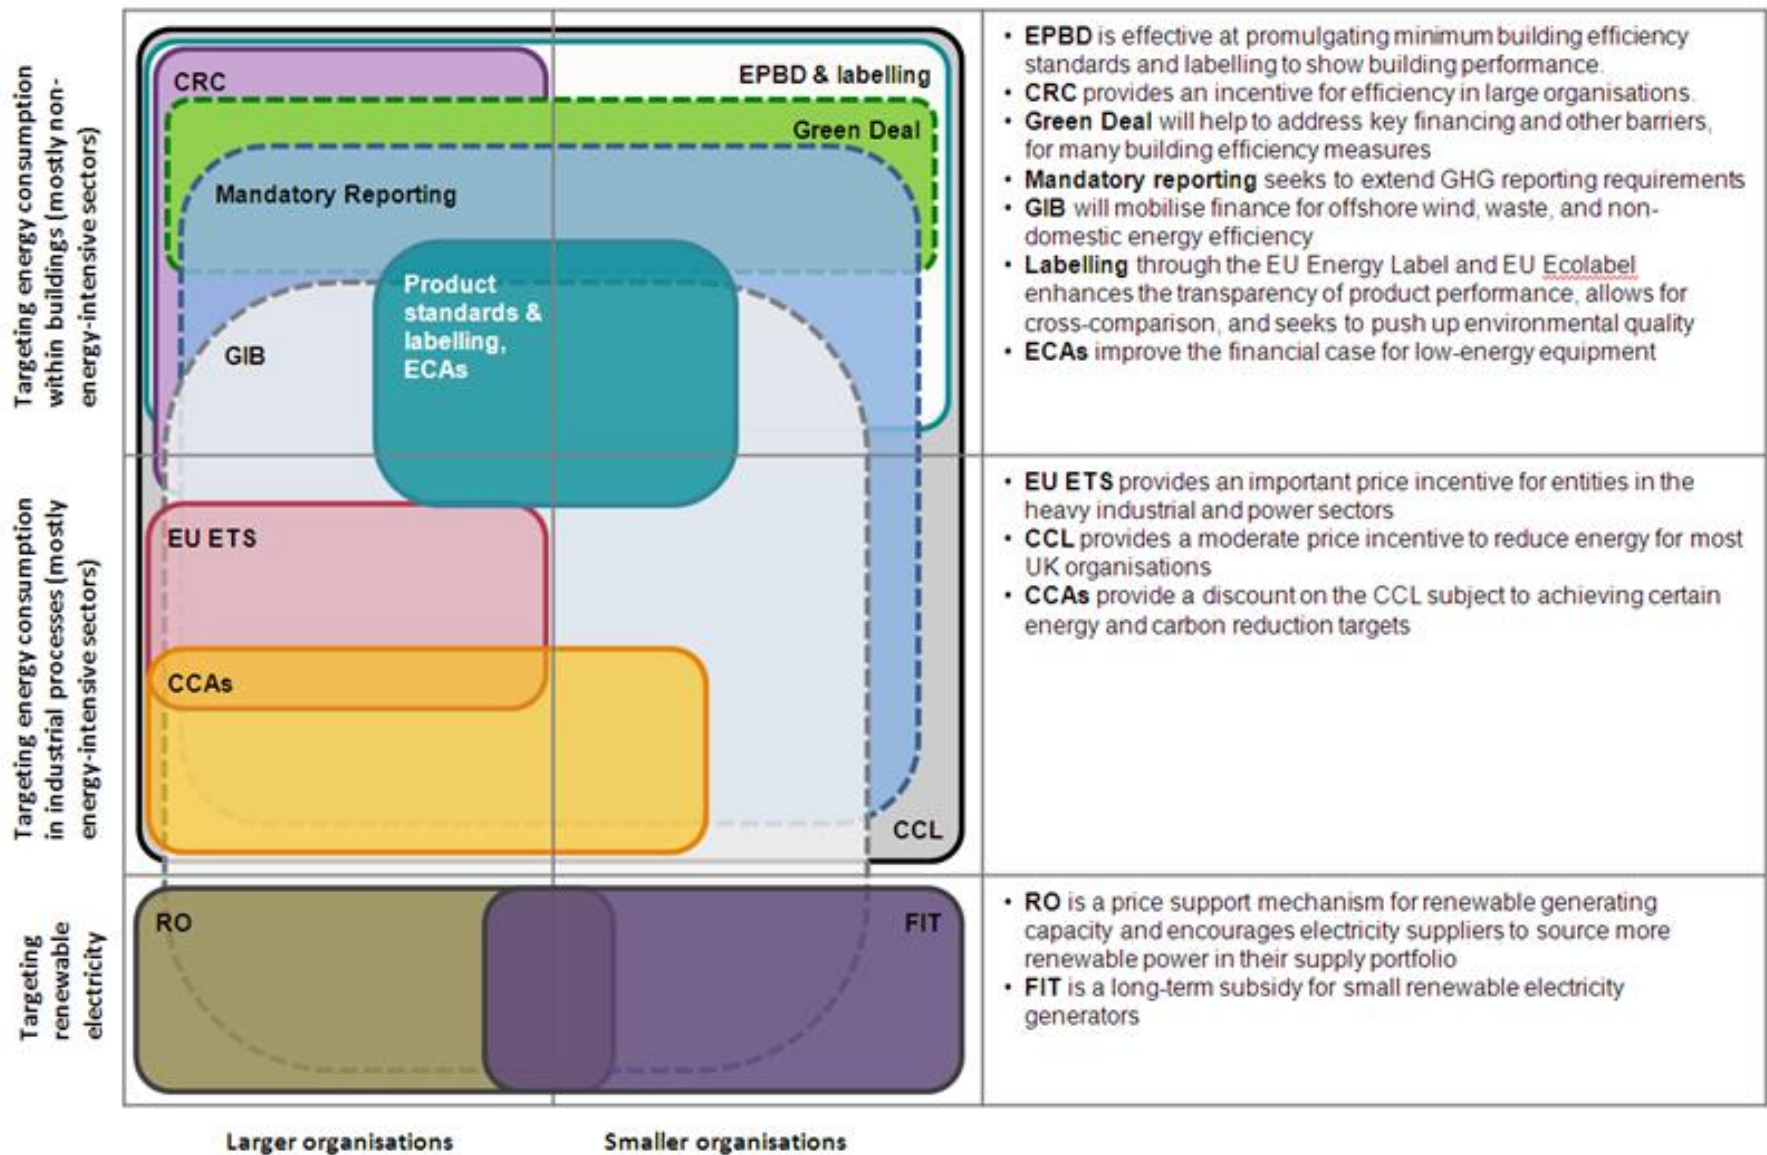 Targeting energy consumption
within buildings (mostly non-
energy-intensive sectors)
CRC
EPBD & labelling
Green Deal
Mandatory Reporting
Product
standards &
labelling,
ECAs
GIB
• EPBD is effective at promulgating minimum building efficiency
standards and labelling to show building performance.
• CRC provides an incentive for efficiency in large organisations.
• Green Deal will help to address key financing and other barriers,
for many building efficiency measures
• Mandatory reporting seeks to extend GHG reporting requirements
• GIB will mobilise finance for offshore wind, waste, and non-
domestic energy efficiency
• Labelling through the EU Energy Label and EU Ecolabel
enhances the transparency of product performance, allows for
cross-comparison, and seeks to push up environmental quality
• ECAs improve the financial case for low-energy equipment
Targeting energy consumption
in industrial processes (mostly
energy-intensive sectors)
EU ETS
CCAs
CCL
• EU ETS provides an important price incentive for entities in the
heavy industrial and power sectors
• CCL provides a moderate price incentive to reduce energy for most
UK organisations
• CCAs provide a discount on the CCL subject to achieving certain
energy and carbon reduction targets
Targeting
renewable
electricity
RO
FIT
• RO is a price support mechanism for renewable generating
capacity and encourages electricity suppliers to source more
renewable power in their supply portfolio
• FIT is a long-term subsidy for small renewable electricity
generators
Larger organisations
Smaller organisations